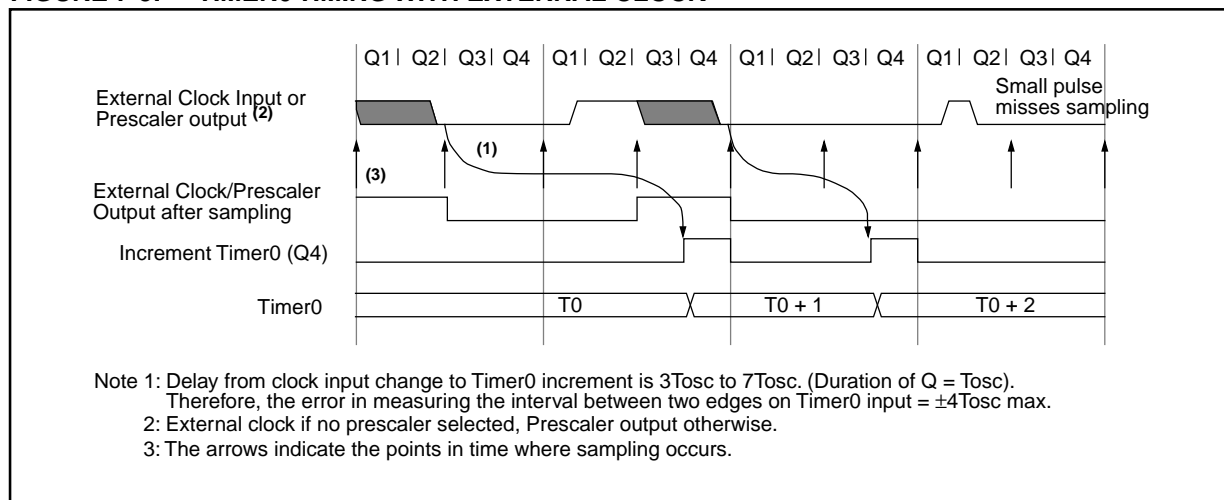 Q1| Q2| Q3| Q4 Q1| Q2| Q3| Q4 Q1| Q2| Q3| Q4 Q1| Q2| Q3| Q4
Small pulse
misses sampling
External Clock Input or
Prescaler output (2)
(1)
(3)
External Clock/Prescaler
Output after sampling
Increment Timer0 (Q4)
Timer0
T0 T0 + 1 T0 + 2
Note 1: Delay from clock input change to Timer0 increment is 3Tosc to 7Tosc. (Duration of Q = Tosc).
Therefore, the error in measuring the interval between two edges on Timer0 input = ±4Tosc max.
2: External clock if no prescaler selected, Prescaler output otherwise.
3: The arrows indicate the points in time where sampling occurs.